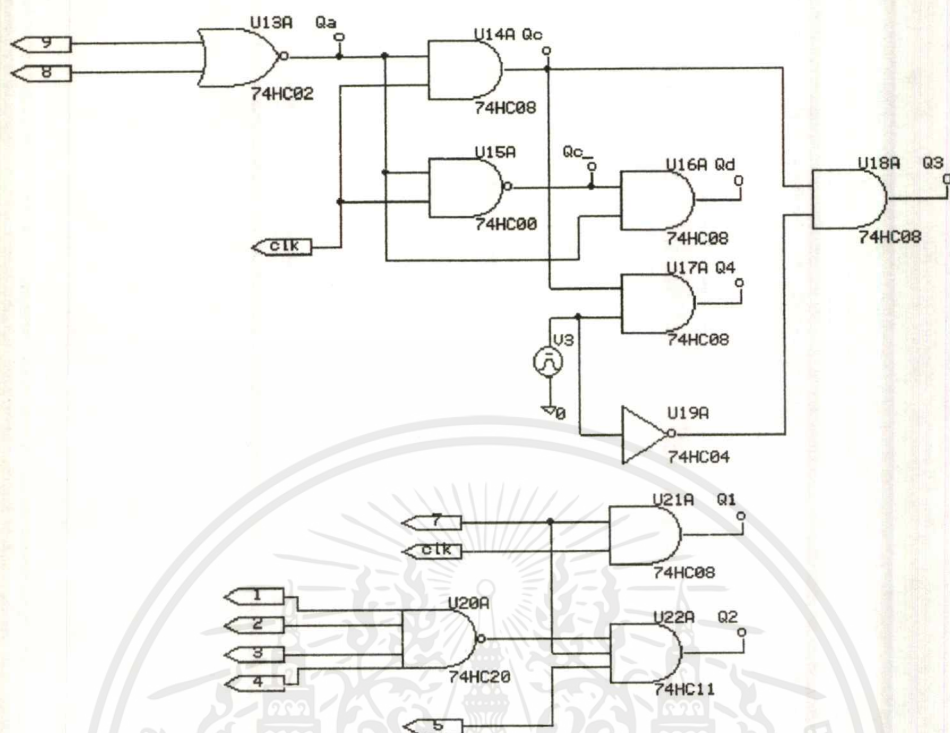 U13A Qa
9
8
74HC02
U14A Qc
74HC08
U15A
74HC00
clk
Qc_
U16A Qd
74HC08
U17A Q4
74HC08
V3
0
U18A Q3
74HC08
U19A
74HC04
7
clk
U21A Q1
74HC08
1
2
3
4
U20A
74HC20
U22A Q2
74HC11
5